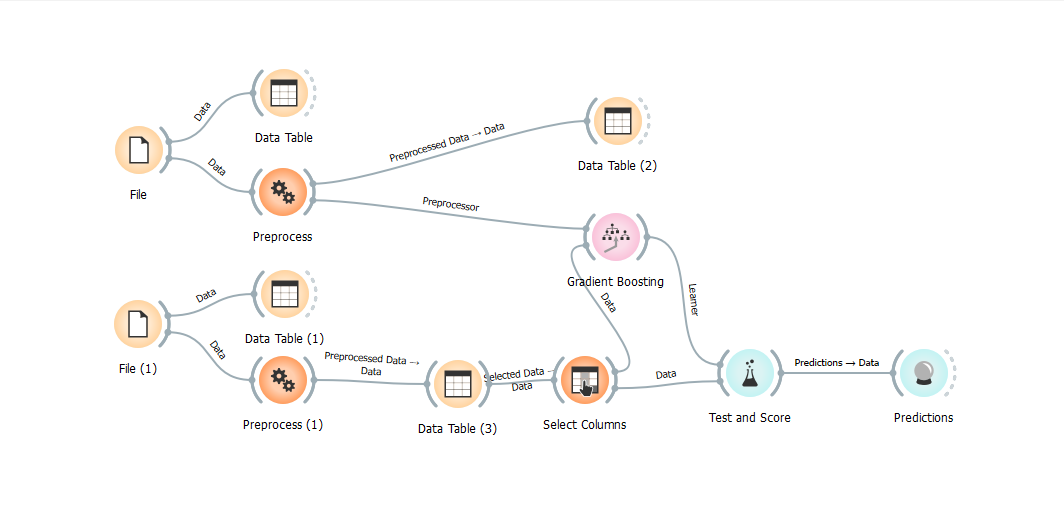 Data
Data Table
Data
File
Preprocess
Preprocessed Data → Data
Data Table (2)
Preprocessor
Gradient Boosting
Data
Learner
Data
Data Table (1)
Data
File (1)
Preprocess (1)
Preprocessed Data →
Data
Data Table (3)
Selected Data →
Data
Select Columns
Data
Test and Score
Predictions → Data
Predictions